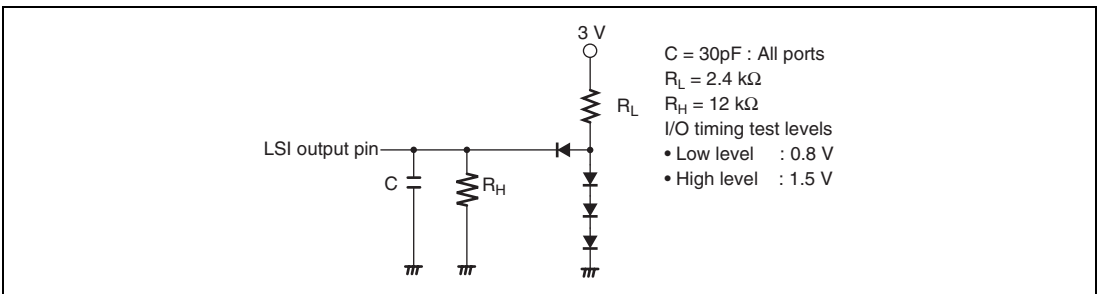 3 V
C = 30pF : All ports
R_L = 2.4 kΩ
R_L
R_H = 12 kΩ
I/O timing test levels
LSI output pin
• Low level : 0.8 V
C
R_H
• High level : 1.5 V